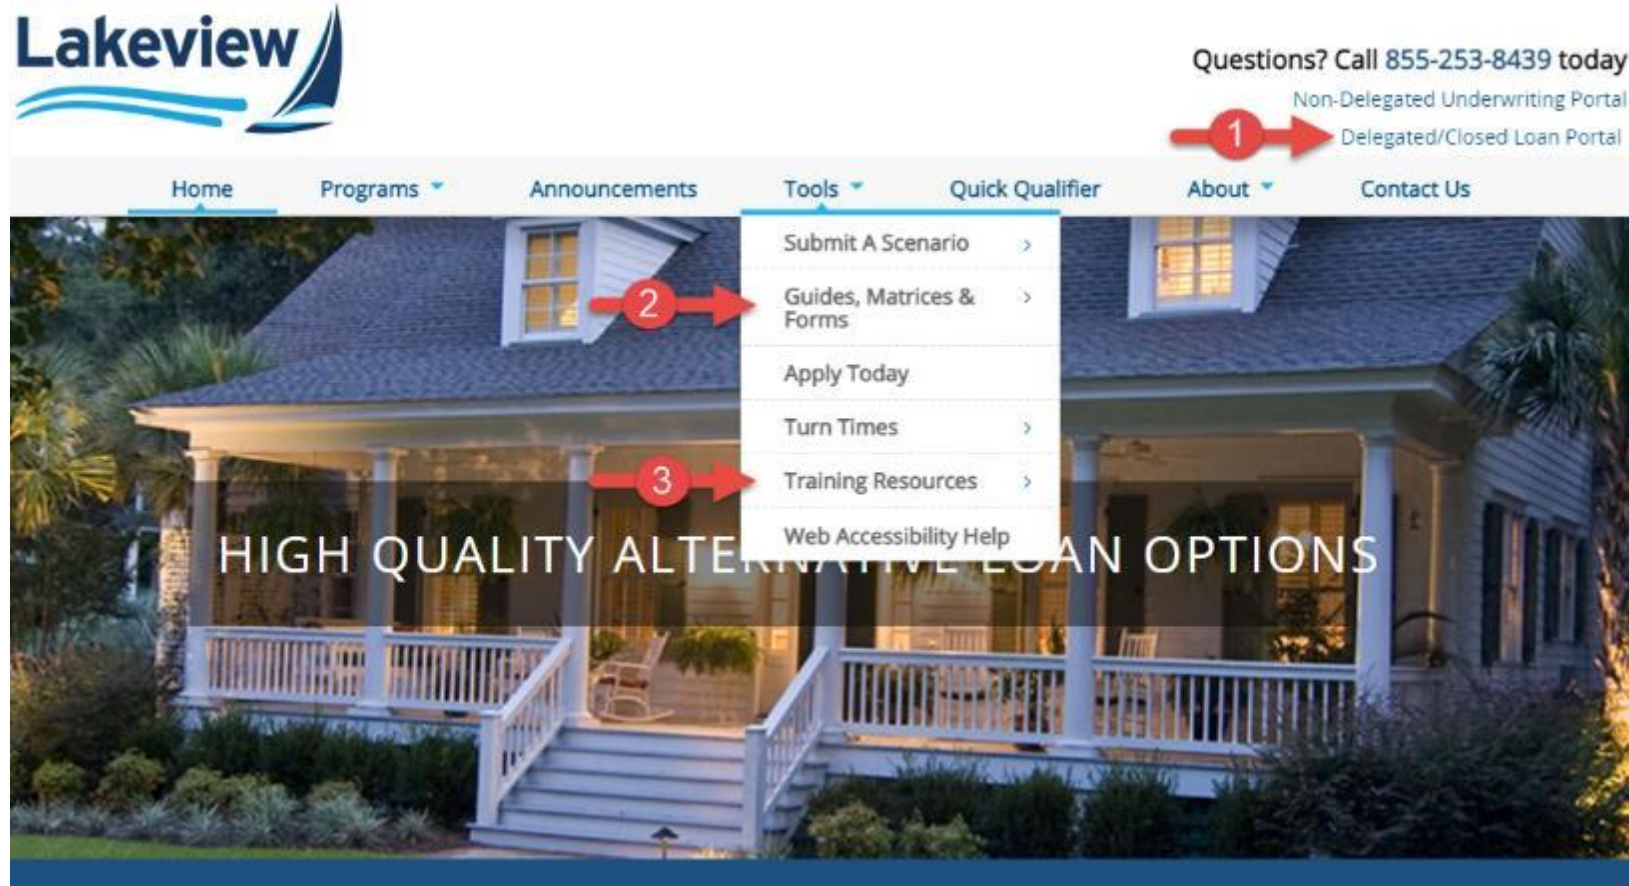 Lakeview
Questions? Call 855-253-8439 today
Non-Delegated Underwriting Portal
1
Delegated/Closed Loan Portal
Home Programs Announcements Tools Quick Qualifier About Contact Us
Submit A Scenario
2
Guides, Matrices &
Forms
Apply Today
Turn Times
3
Training Resources
Web Accessibility Help
HIGH QUALITY ALTERNATIVE LOAN OPTIONS